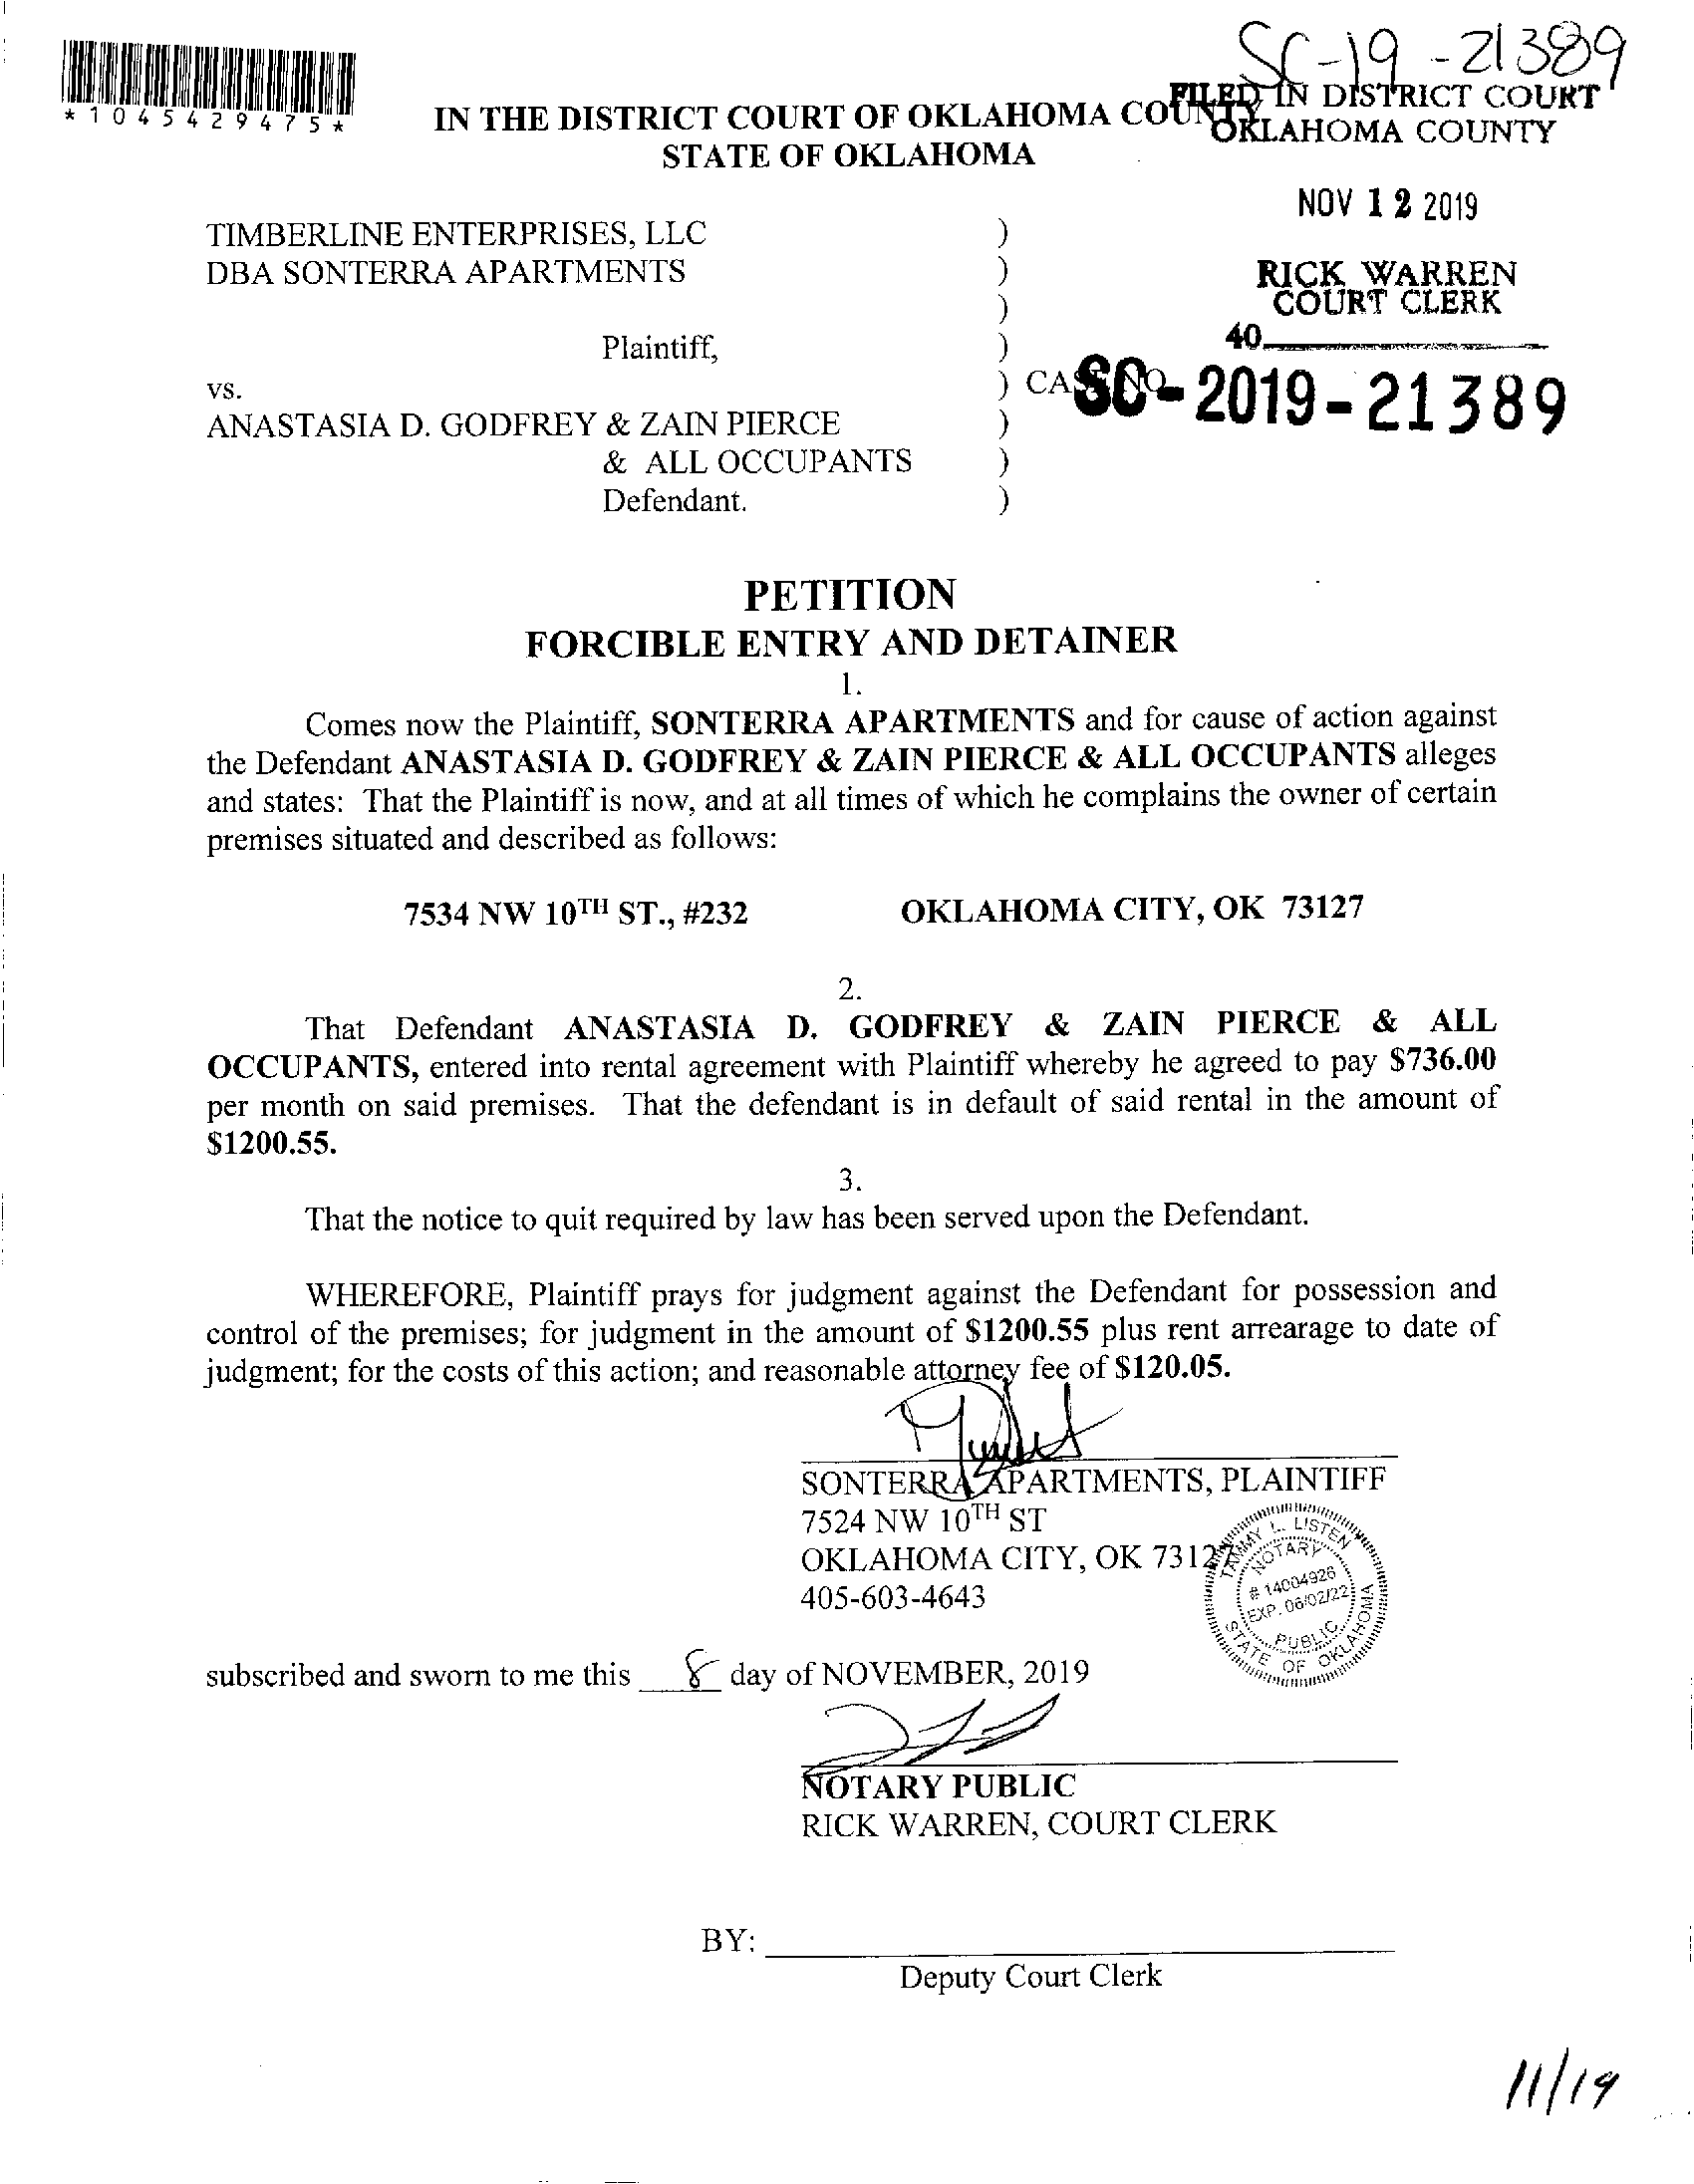 SC-19-21389
*1045429475*
IN THE DISTRICT COURT OF OKLAHOMA COUNTY
STATE OF OKLAHOMA
FILED IN DISTRICT COURT
OKLAHOMA COUNTY
NOV 12 2019
RICK WARREN
COURT CLERK
40
TIMBERLINE ENTERPRISES, LLC )
DBA SONTERRA APARTMENTS )
)
Plaintiff, )
vs. ) CASE NO. SC-2019-21389
ANASTASIA D. GODFREY & ZAIN PIERCE )
& ALL OCCUPANTS )
Defendant. )
PETITION
FORCIBLE ENTRY AND DETAINER
1.
Comes now the Plaintiff, SONTERRA APARTMENTS and for cause of action against
the Defendant ANASTASIA D. GODFREY & ZAIN PIERCE & ALL OCCUPANTS alleges
and states: That the Plaintiff is now, and at all times of which he complains the owner of certain
premises situated and described as follows:
7534 NW 10TH ST., #232 OKLAHOMA CITY, OK 73127
2.
That Defendant ANASTASIA D. GODFREY & ZAIN PIERCE & ALL
OCCUPANTS, entered into rental agreement with Plaintiff whereby he agreed to pay $736.00
per month on said premises. That the defendant is in default of said rental in the amount of
$1200.55.
3.
That the notice to quit required by law has been served upon the Defendant.
WHEREFORE, Plaintiff prays for judgment against the Defendant for possession and
control of the premises; for judgment in the amount of $1200.55 plus rent arrearage to date of
judgment; for the costs of this action; and reasonable attorney fee of $120.05.
SONTERRA APARTMENTS, PLAINTIFF
7524 NW 10TH ST
OKLAHOMA CITY, OK 73127
405-603-4643
TAMMY L. LISTEN
NOTARY
# 14004926
EXP. 06/02/22
PUBLIC
STATE OF OKLAHOMA
subscribed and sworn to me this 8 day of NOVEMBER, 2019
NOTARY PUBLIC
RICK WARREN, COURT CLERK
BY:
Deputy Court Clerk
11/19